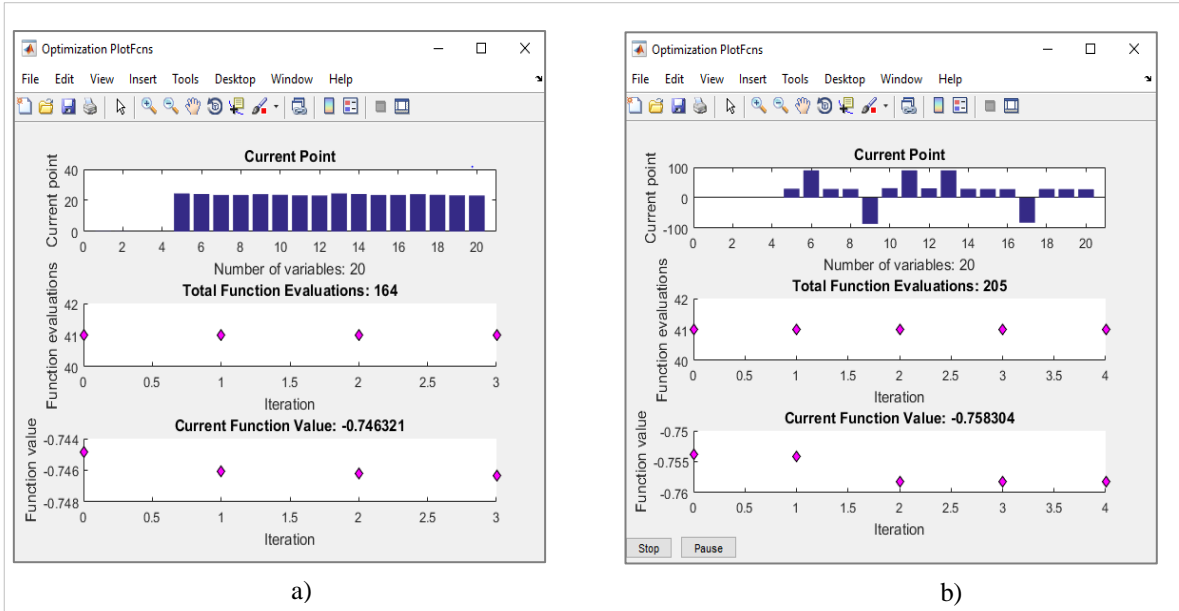 Optimization PlotFcns
File Edit View Insert Tools Desktop Window Help
Current Point
Current point
40
20
0
0 2 4 6 8 10 12 14 16 18 20
Number of variables: 20
Total Function Evaluations: 164
Function evaluations
42
41
40
0 0.5 1 1.5 2 2.5 3
Iteration
Current Function Value: -0.746321
Function value
-0.744
-0.746
-0.748
0 0.5 1 1.5 2 2.5 3
Iteration
a)
Optimization PlotFcns
File Edit View Insert Tools Desktop Window Help
Current Point
Current point
100
0
-100
0 2 4 6 8 10 12 14 16 18 20
Number of variables: 20
Total Function Evaluations: 205
Function evaluations
42
41
40
0 0.5 1 1.5 2 2.5 3 3.5 4
Iteration
Current Function Value: -0.758304
Function value
-0.75
-0.755
-0.76
0 0.5 1 1.5 2 2.5 3 3.5 4
Iteration
Stop Pause
b)